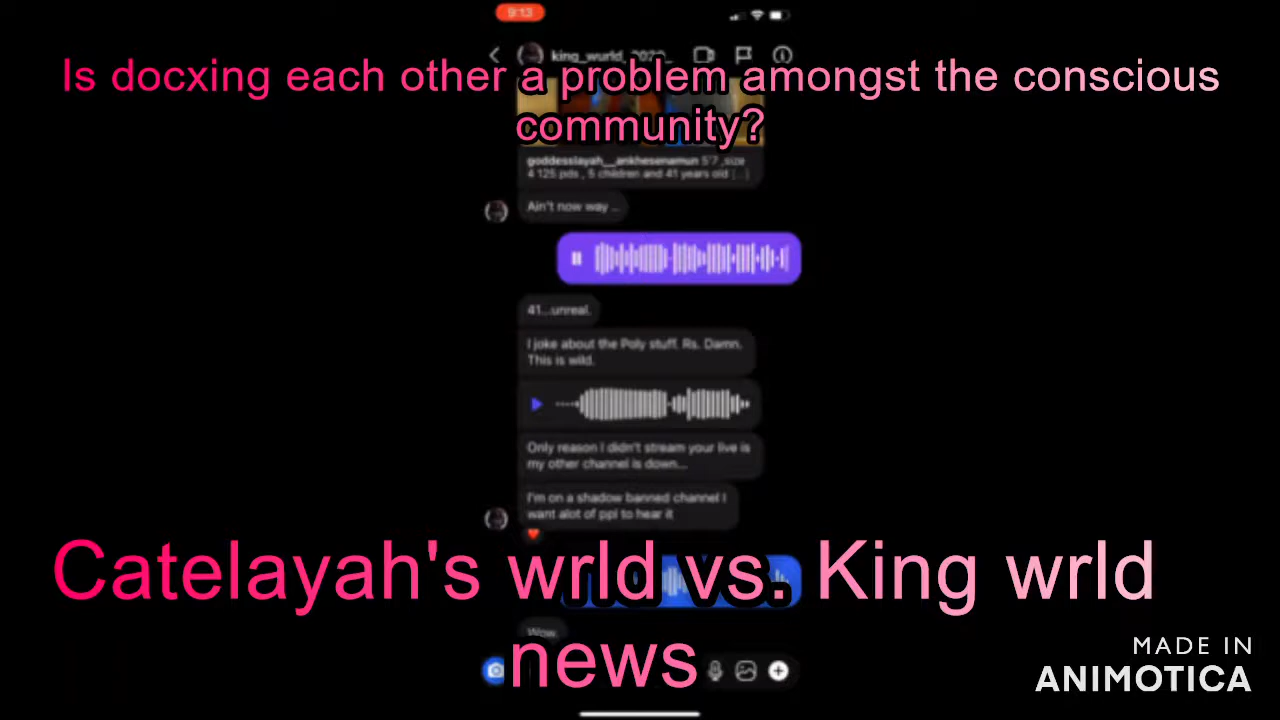 9:13
king_wurld_2022_
Is docxing each other a problem amongst the conscious
community?
goddesslayah__ankhesenamun 5'7 ,size
4 125 pds , 5 children and 41 years old [...]
Ain't now way ..
41...unreal.
I joke about the Poly stuff. Rs. Damn.
This is wild.
Only reason I didn't stream your live is
my other channel is down...
I'm on a shadow banned channel I
want alot of ppl to hear it
Catelayah's wrld vs. King wrld
Wow.
news
MADE IN
ANIMOTICA